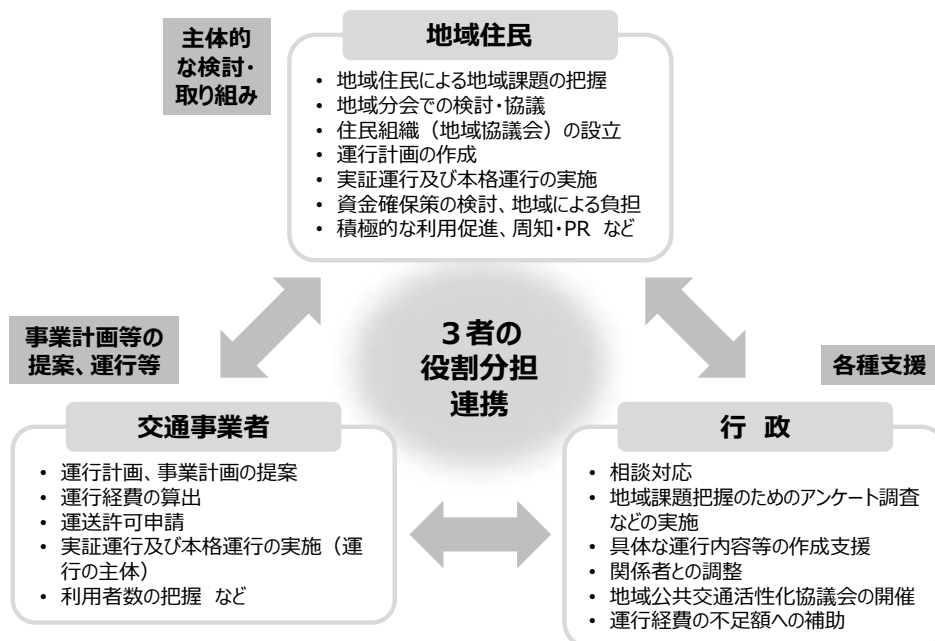 主体的
な検討・
取り組み
地域住民
• 地域住民による地域課題の把握
• 地域分会での検討・協議
• 住民組織（地域協議会）の設立
• 運行計画の作成
• 実証運行及び本格運行の実施
• 資金確保策の検討、地域による負担
• 積極的な利用促進、周知・PR など
事業計画等の
提案、運行等
３者の
役割分担
連携
各種支援
交通事業者
• 運行計画、事業計画の提案
• 運行経費の算出
• 運送許可申請
• 実証運行及び本格運行の実施（運
行の主体）
• 利用者数の把握 など
行 政
• 相談対応
• 地域課題把握のためのアンケート調査
などの実施
• 具体な運行内容等の作成支援
• 関係者との調整
• 地域公共交通活性化協議会の開催
• 運行経費の不足額への補助